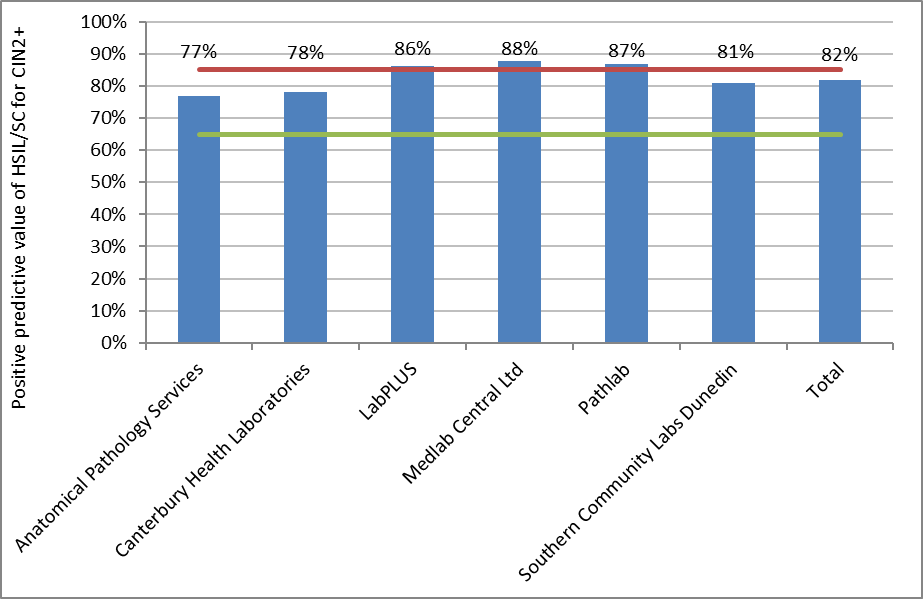 Positive predictive value of HSIL/SC for CIN2+
100%
90%
80%
70%
60%
50%
40%
30%
20%
10%
0%
77%
78%
86%
88%
87%
81%
82%
Anatomical Pathology Services
Canterbury Health Laboratories
LabPLUS
Medlab Central Ltd
Pathlab
Southern Community Labs Dunedin
Total